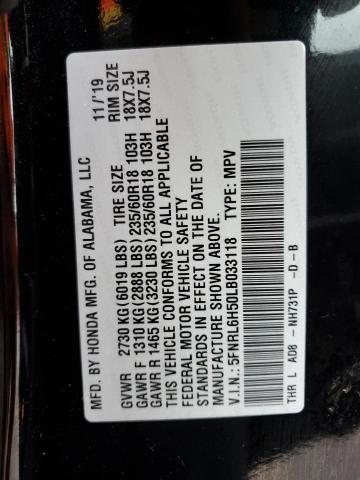 MFD. BY HONDA MFG. OF ALABAMA, LLC 11/'19
GVWR 2730 KG (6019 LBS) TIRE SIZE RIM SIZE
GAWR F 1310 KG (2888 LBS) 235/60R18 103H 18X7.5J
GAWR R 1465 KG (3230 LBS) 235/60R18 103H 18X7.5J
THIS VEHICLE CONFORMS TO ALL APPLICABLE
FEDERAL MOTOR VEHICLE SAFETY
STANDARDS IN EFFECT ON THE DATE OF
MANUFACTURE SHOWN ABOVE.
V.I.N.: 5FNRL6H50LB033118 TYPE: MPV
THR L AD8 - NH731P -D -B